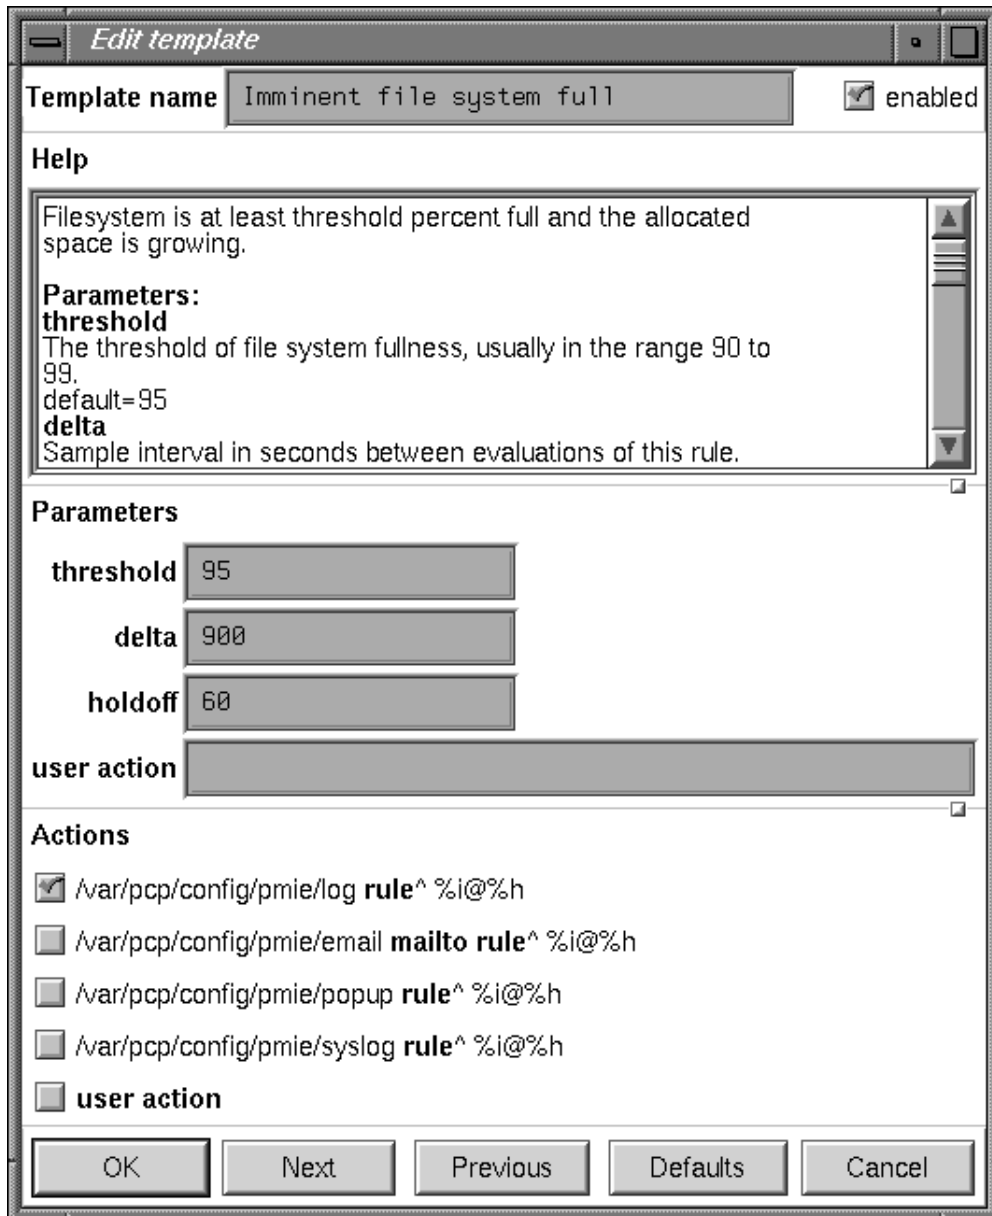 Edit template
Template name Imminent file system full enabled
Help
Filesystem is at least threshold percent full and the allocated
space is growing.
Parameters:
threshold
The threshold of file system fullness, usually in the range 90 to
99.
default=95
delta
Sample interval in seconds between evaluations of this rule.
Parameters
threshold 95
delta 900
holdoff 60
user action
Actions
/var/pcp/config/pmie/log rule^ %i@%h
/var/pcp/config/pmie/email mailto rule^ %i@%h
/var/pcp/config/pmie/popup rule^ %i@%h
/var/pcp/config/pmie/syslog rule^ %i@%h
user action
OK Next Previous Defaults Cancel